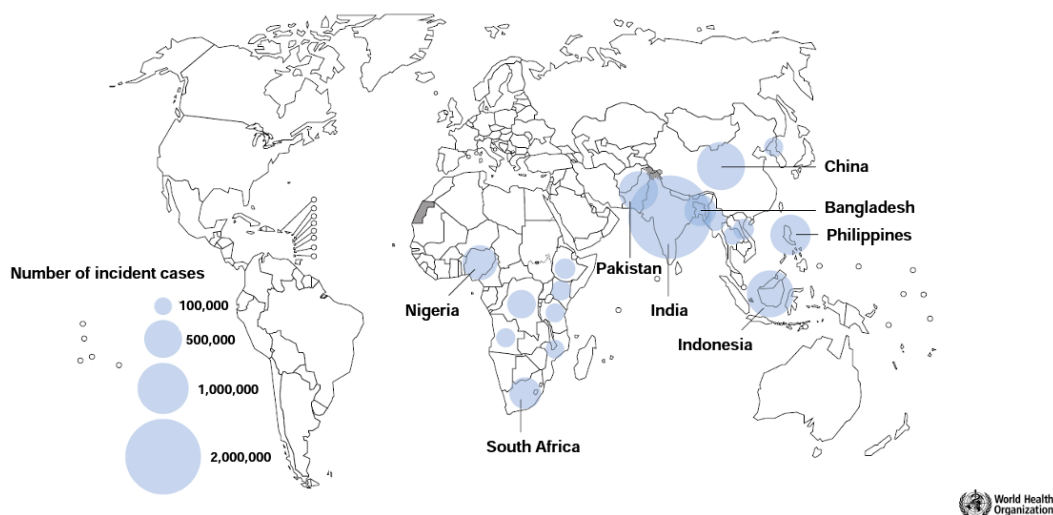 China
Bangladesh
Philippines
Number of incident cases
Pakistan
100,000
Nigeria
India
500,000
Indonesia
1,000,000
South Africa
2,000,000
World Health
Organization